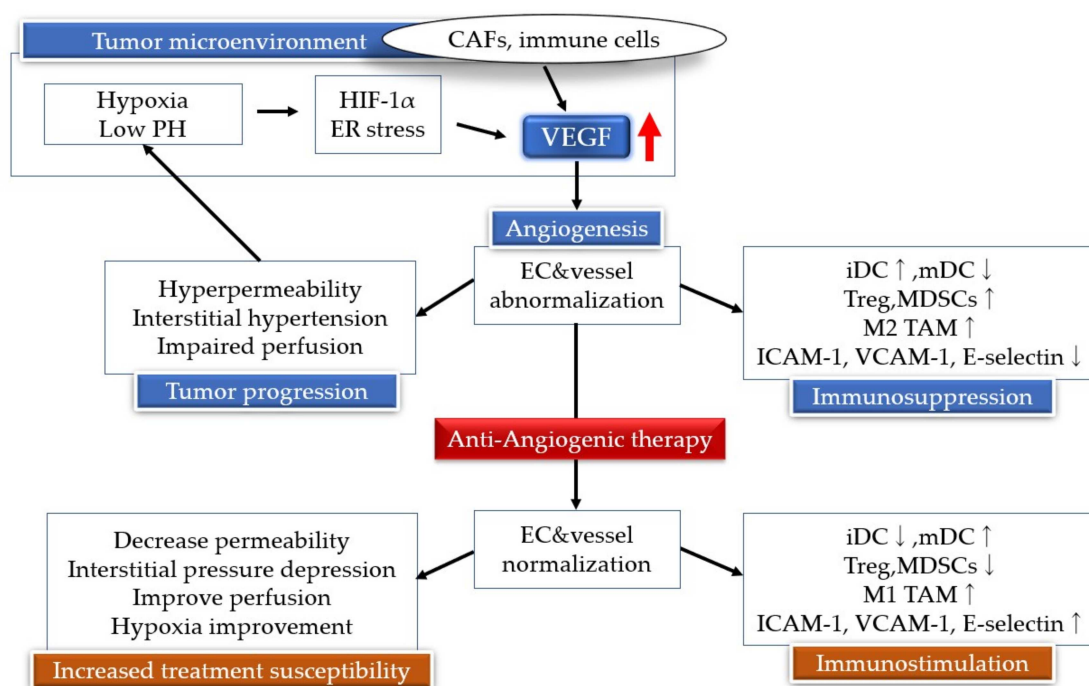 Tumor microenvironment
CAFs, immune cells
Hypoxia
Low PH
HIF-1α
ER stress
VEGF
Angiogenesis
EC&vessel
abnormalization
Hyperpermeability
Interstitial hypertension
Impaired perfusion
Tumor progression
iDC ↑ ,mDC ↓
Treg,MDSCs ↑
M2 TAM ↑
ICAM-1, VCAM-1, E-selectin ↓
Immunosuppression
Anti-Angiogenic therapy
EC&vessel
normalization
Decrease permeability
Interstitial pressure depression
Improve perfusion
Hypoxia improvement
Increased treatment susceptibility
iDC ↓ ,mDC ↑
Treg,MDSCs ↓
M1 TAM ↑
ICAM-1, VCAM-1, E-selectin ↑
Immunostimulation